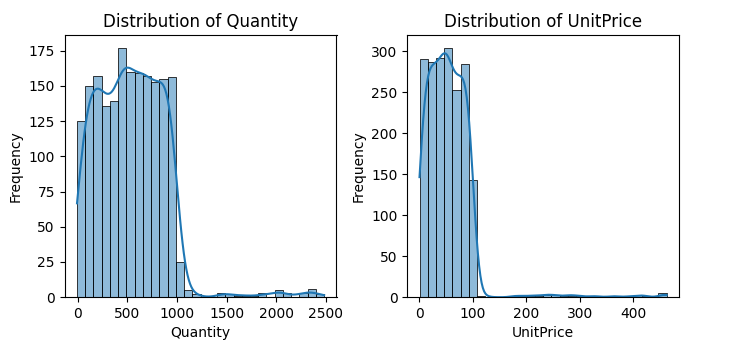 Distribution of Quantity
175
150
125
100
75
50
25
0
Frequency
0 500 1000 1500 2000 2500
Quantity
Distribution of UnitPrice
300
250
200
150
100
50
0
Frequency
0 100 200 300 400
UnitPrice